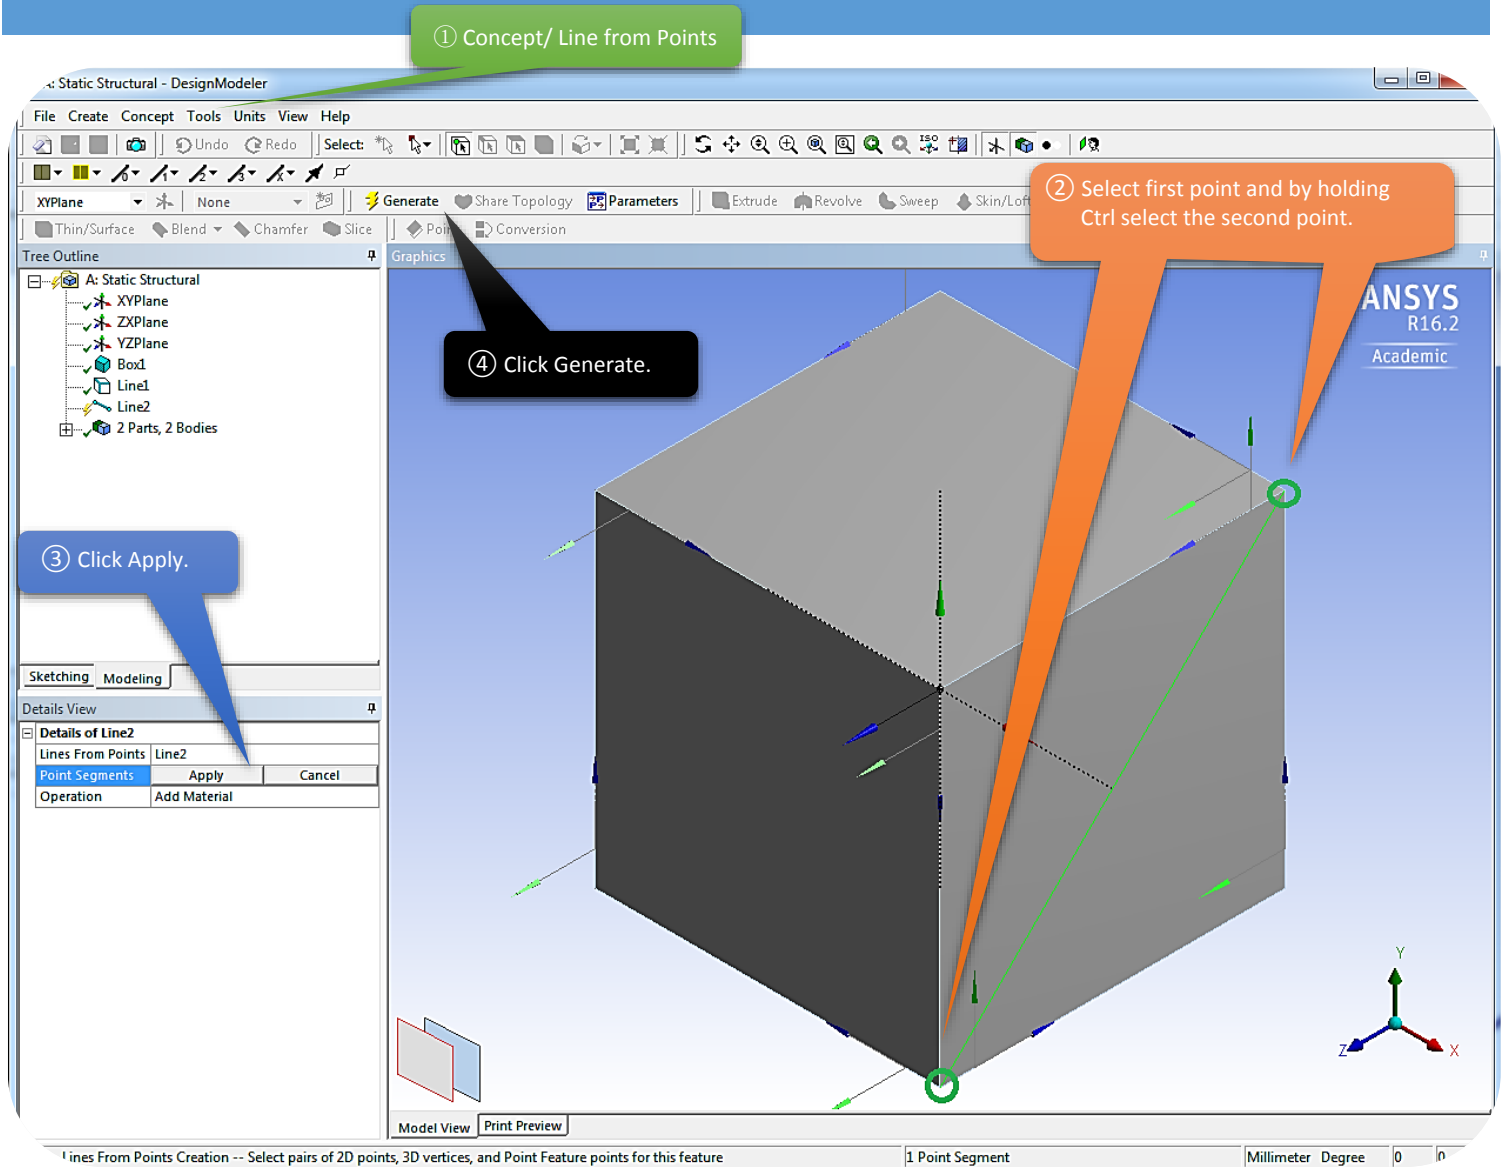 ① Concept/ Line from Points
A: Static Structural - DesignModeler
File Create Concept Tools Units View Help
Undo Redo Select: ISO
XYPlane None Generate Share Topology Parameters Extrude Revolve Sweep Skin/Loft
② Select first point and by holding
Ctrl select the second point.
Thin/Surface Blend Chamfer Slice Conversion
Tree Outline
Graphics
A: Static Structural
XYPlane
ZXPlane
YZPlane
Box1
Line1
Line2
2 Parts, 2 Bodies
④ Click Generate.
ANSYS
R16.2
Academic
③ Click Apply.
Sketching Modeling
Details View
Details of Line2
Lines From Points Line2
Point Segments Apply Cancel
Operation Add Material
Y
Z
X
Model View Print Preview
Lines From Points Creation -- Select pairs of 2D points, 3D vertices, and Point Feature points for this feature
1 Point Segment
Millimeter Degree 0 0